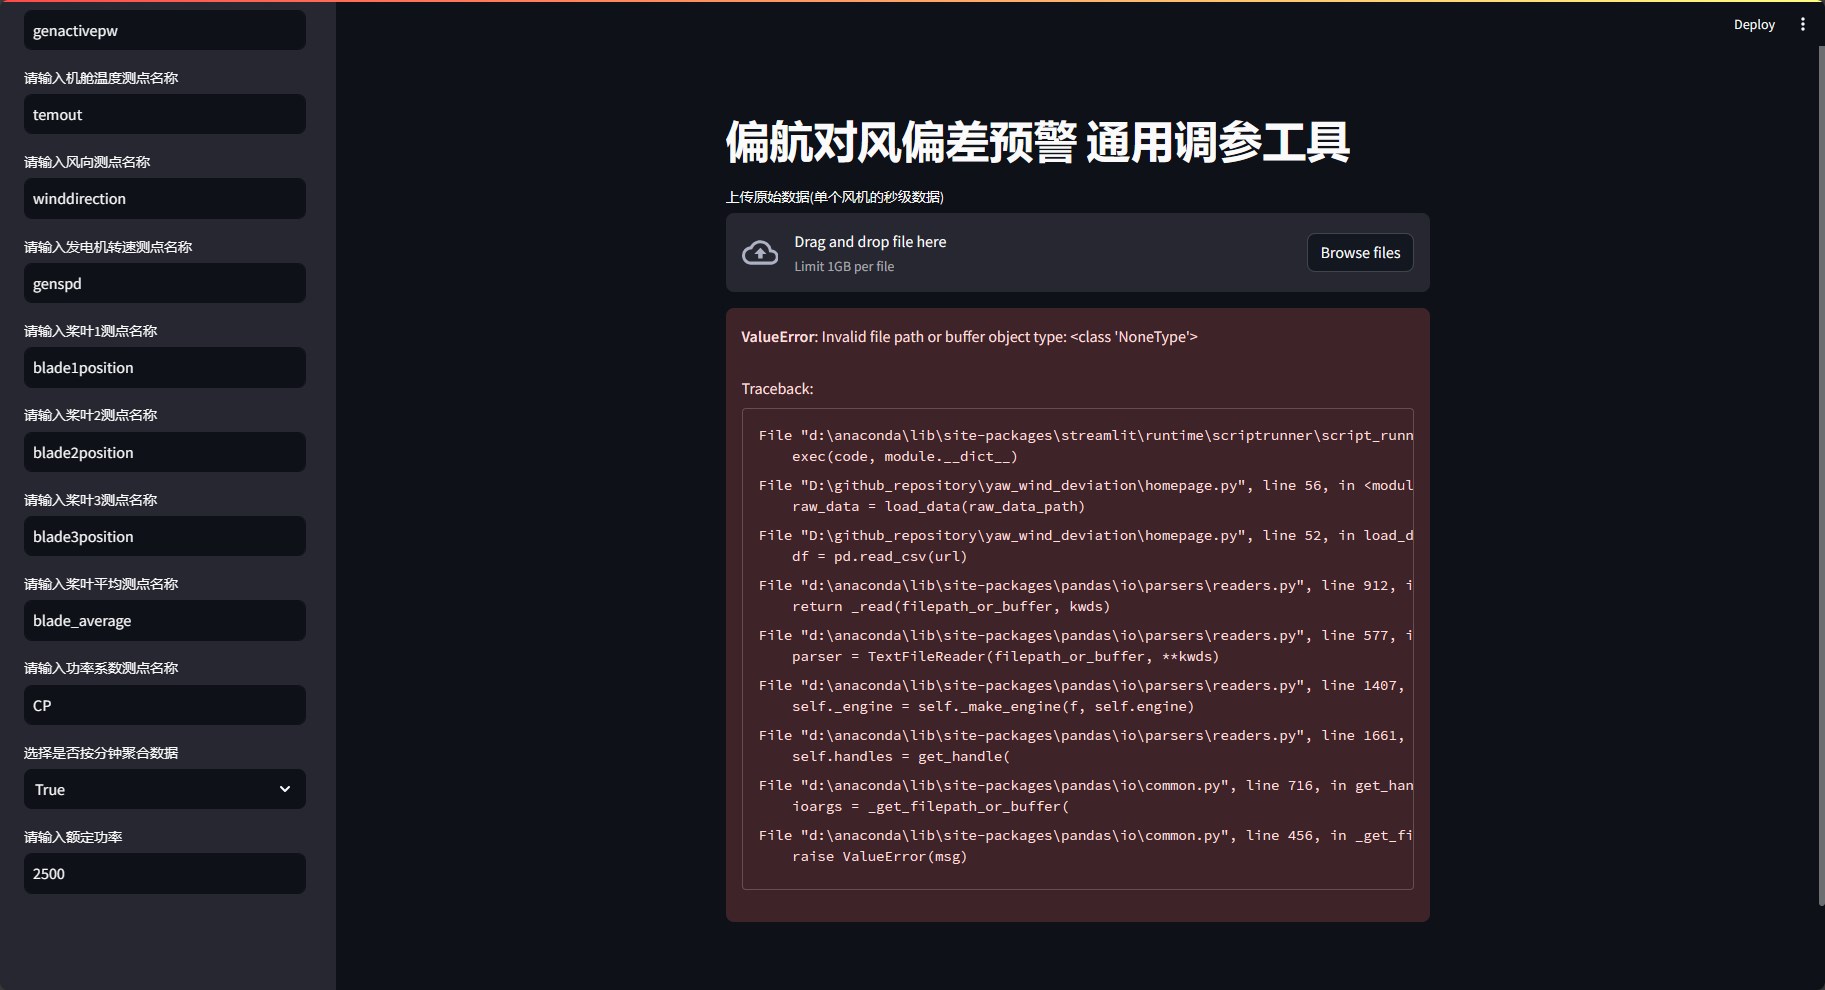 genactivepw
请输入机舱温度测点名称
temout
请输入风向测点名称
winddirection
请输入发电机转速测点名称
genspd
请输入桨叶1测点名称
blade1position
请输入桨叶2测点名称
blade2position
请输入桨叶3测点名称
blade3position
请输入桨叶平均测点名称
blade_average
请输入功率系数测点名称
CP
选择是否按分钟聚合数据
True
请输入额定功率
2500
Deploy
偏航对风偏差预警 通用调参工具
上传原始数据(单个风机的秒级数据)
Drag and drop file here
Limit 1GB per file
Browse files
ValueError: Invalid file path or buffer object type: <class 'NoneType'>
Traceback:
File "d:\anaconda\lib\site-packages\streamlit\runtime\scriptrunner\script_runn
exec(code, module.__dict__)
File "D:\github_repository\yaw_wind_deviation\homepage.py", line 56, in <modul
raw_data = load_data(raw_data_path)
File "D:\github_repository\yaw_wind_deviation\homepage.py", line 52, in load_d
df = pd.read_csv(url)
File "d:\anaconda\lib\site-packages\pandas\io\parsers\readers.py", line 912, i
return _read(filepath_or_buffer, kwds)
File "d:\anaconda\lib\site-packages\pandas\io\parsers\readers.py", line 577, i
parser = TextFileReader(filepath_or_buffer, **kwds)
File "d:\anaconda\lib\site-packages\pandas\io\parsers\readers.py", line 1407,
self._engine = self._make_engine(f, self.engine)
File "d:\anaconda\lib\site-packages\pandas\io\parsers\readers.py", line 1661,
self.handles = get_handle(
File "d:\anaconda\lib\site-packages\pandas\io\common.py", line 716, in get_han
ioargs = _get_filepath_or_buffer(
File "d:\anaconda\lib\site-packages\pandas\io\common.py", line 456, in _get_fi
raise ValueError(msg)